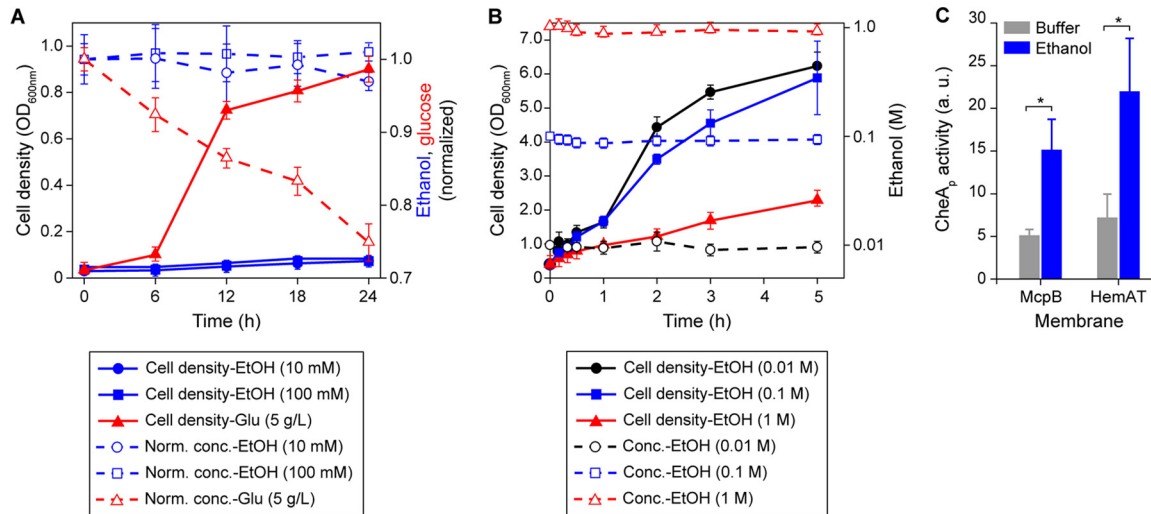 A
Cell density (OD600nm)
1.0
0.8
0.6
0.4
0.2
0
1.0
0.9
0.8
0.7
Ethanol, glucose
(normalized)
0 6 12 18 24
Time (h)
Cell density-EtOH (10 mM)
Cell density-EtOH (100 mM)
Cell density-Glu (5 g/L)
Norm. conc.-EtOH (10 mM)
Norm. conc.-EtOH (100 mM)
Norm. conc.-Glu (5 g/L)
B
Cell density (OD600nm)
7.0
6.0
5.0
4.0
3.0
2.0
1.0
0
1.0
0.1
0.01
Ethanol (M)
0 1 2 3 4 5
Time (h)
Cell density-EtOH (0.01 M)
Cell density-EtOH (0.1 M)
Cell density-EtOH (1 M)
Conc.-EtOH (0.01 M)
Conc.-EtOH (0.1 M)
Conc.-EtOH (1 M)
C
CheAp activity (a. u.)
30
25
20
15
10
5
0
Buffer
Ethanol
*
*
McpB HemAT
Membrane